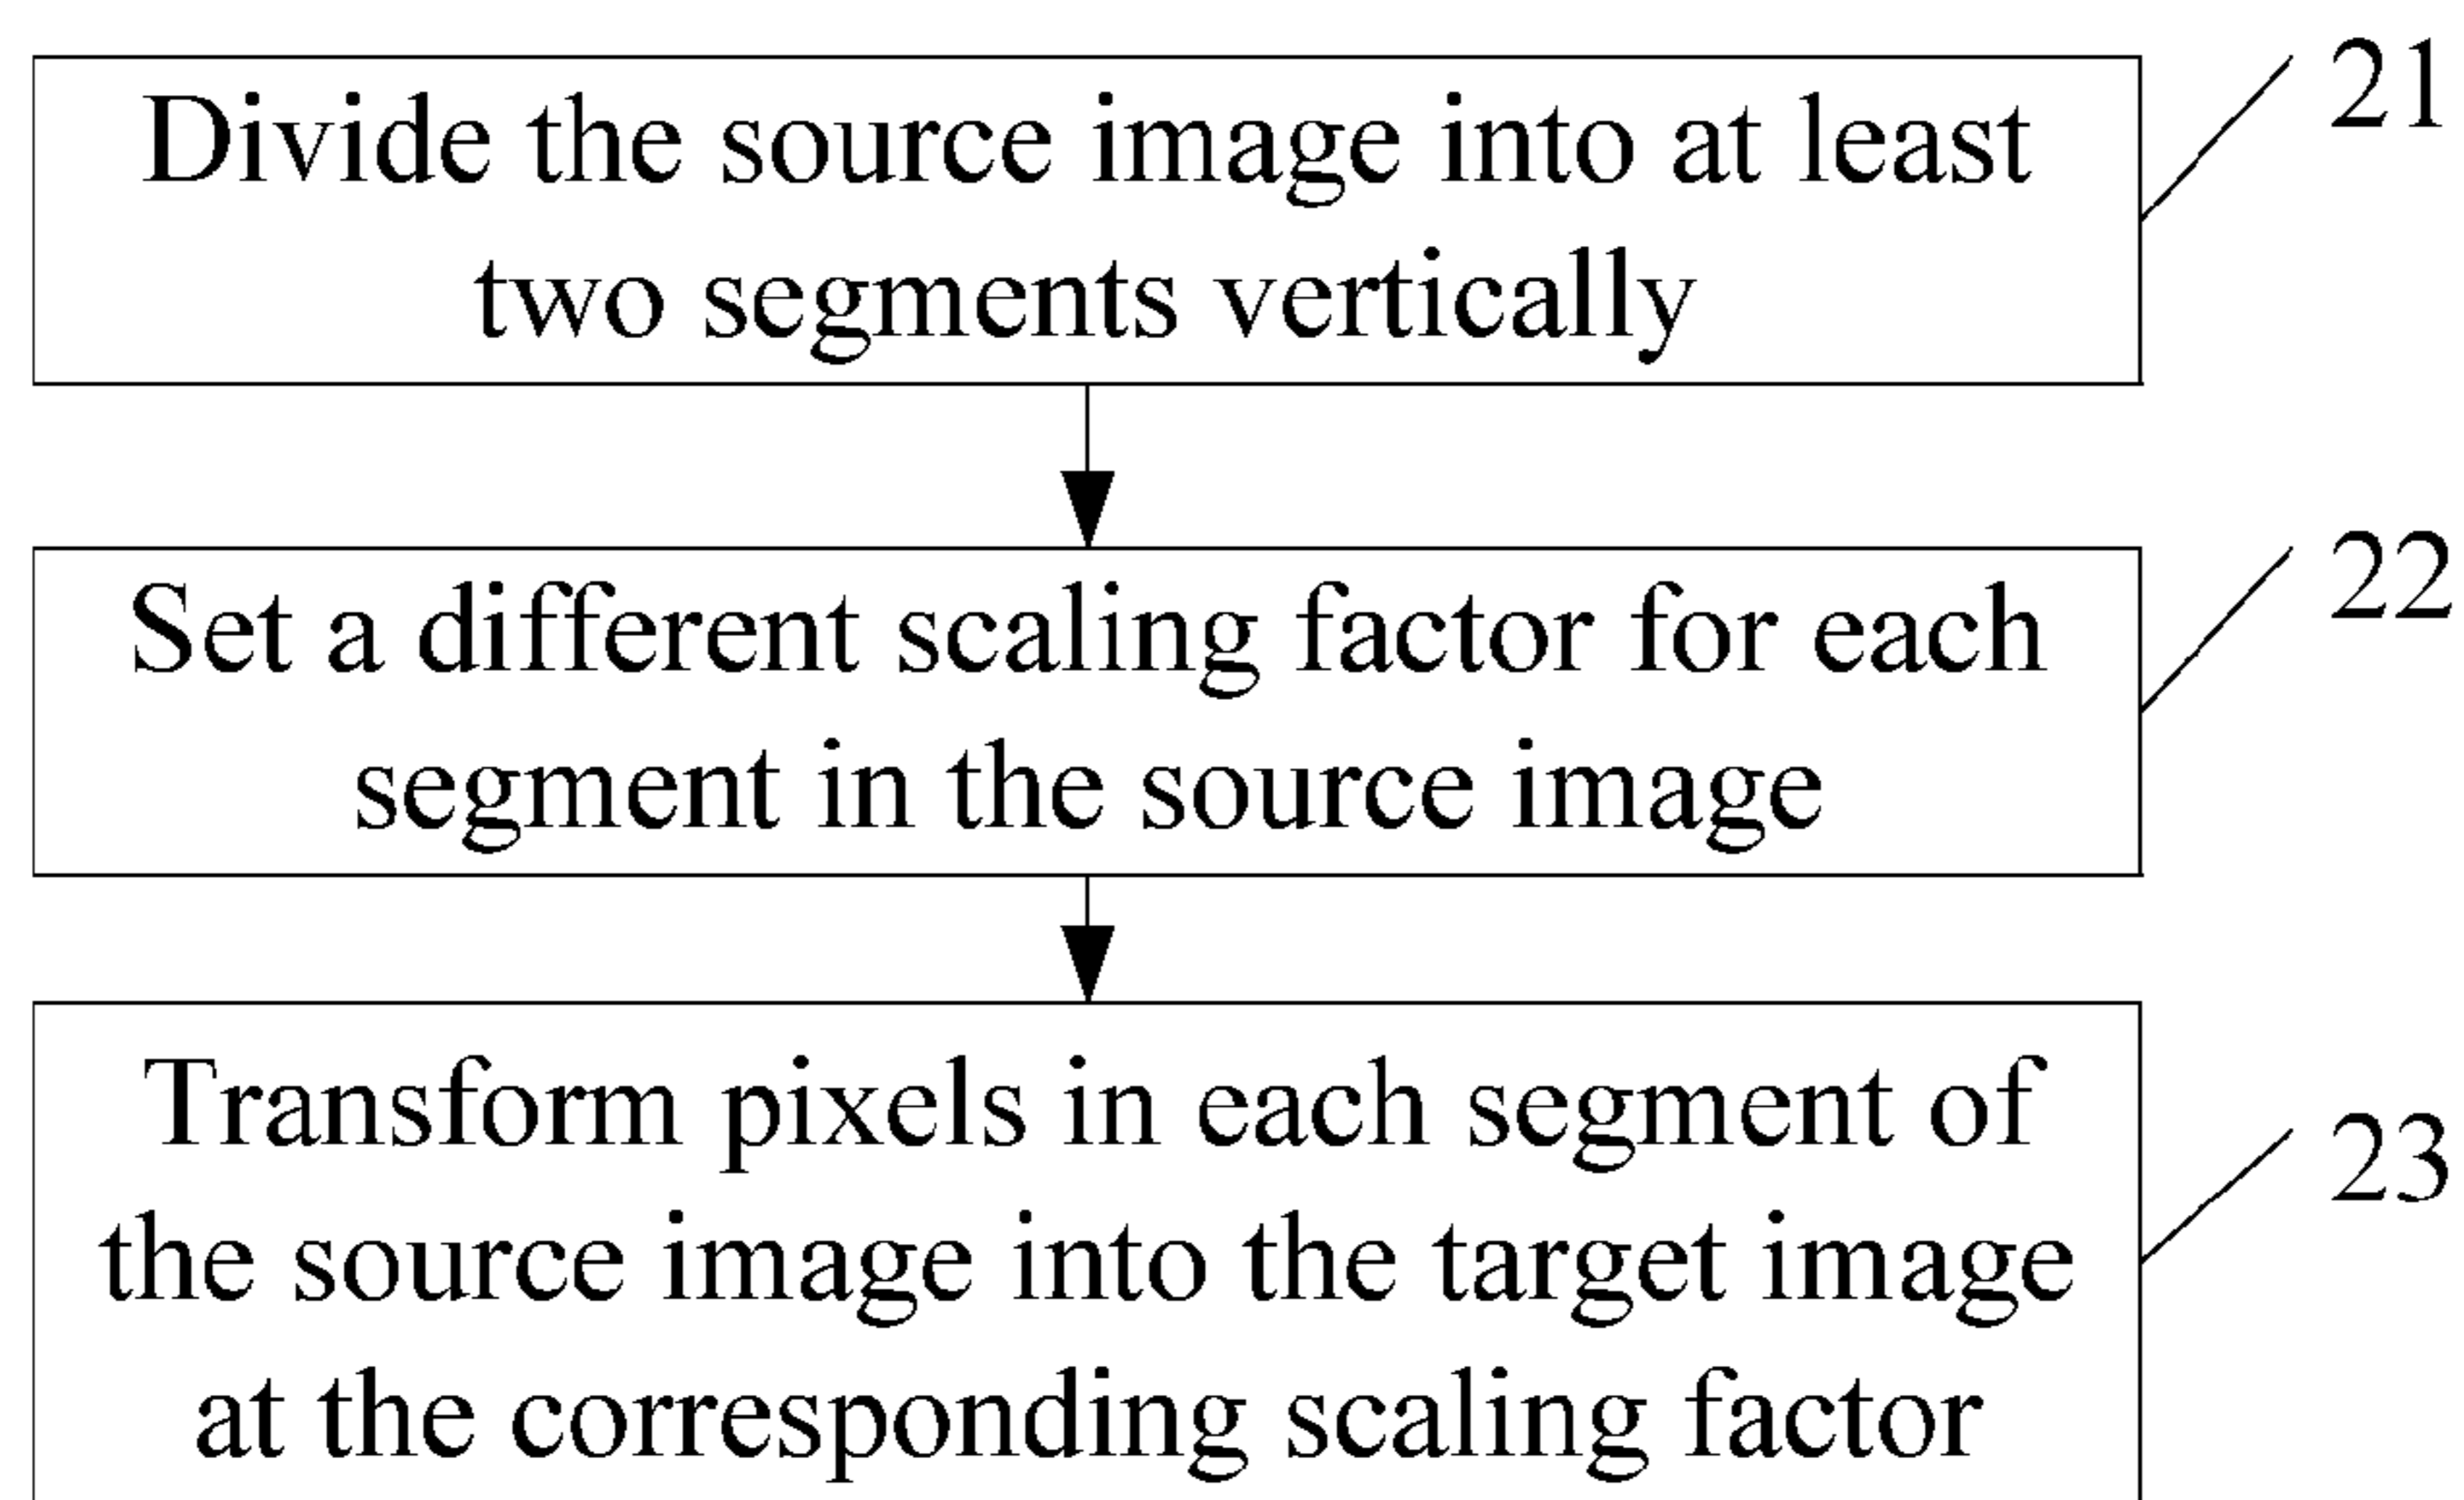 Divide the source image into at least
two segments vertically
21
Set a different scaling factor for each
segment in the source image
22
Transform pixels in each segment of
the source image into the target image
at the corresponding scaling factor
23